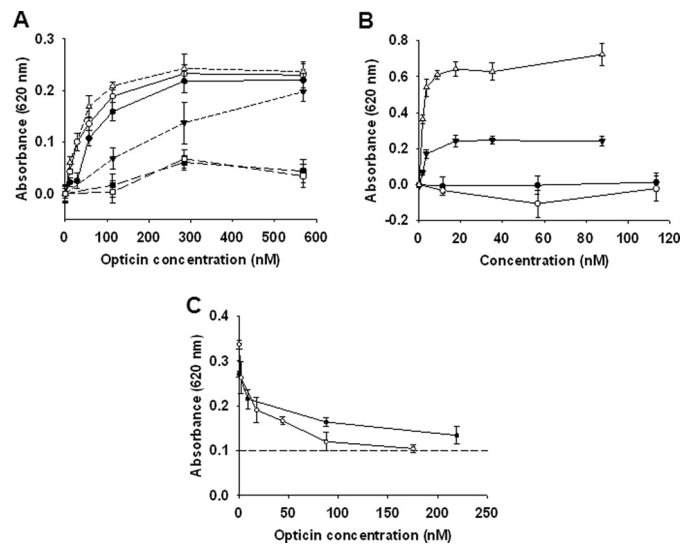 A
Absorbance (620 nm)
0.3
0.2
0.1
0.0
0 100 200 300 400 500 600
Opticin concentration (nM)
B
Absorbance (620 nm)
0.8
0.6
0.4
0.2
0.0
-0.2
0 20 40 60 80 100 120
Concentration (nM)
C
Absorbance (620 nm)
0.4
0.3
0.2
0.1
0.0
0 50 100 150 200 250
Opticin concentration (nM)